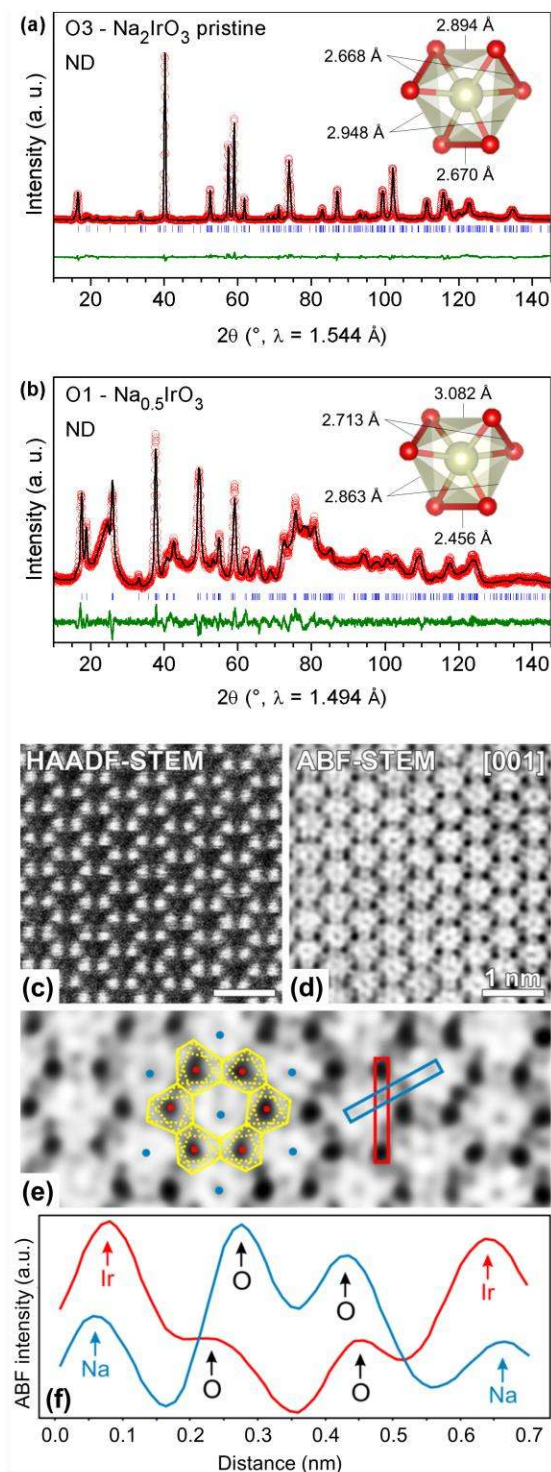 (a) O3 - Na₂IrO₃ pristine
ND
2.894 Å
2.668 Å
2.948 Å
2.670 Å
Intensity (a. u.)
20 40 60 80 100 120 140
2θ (°, λ = 1.544 Å)
(b) O1 - Na₀.₅IrO₃
ND
3.082 Å
2.713 Å
2.863 Å
2.456 Å
Intensity (a. u.)
20 40 60 80 100 120 140
2θ (°, λ = 1.494 Å)
HAADF-STEM
(c)
ABF-STEM [001]
(d)
1 nm
(e)
ABF intensity (a.u.)
Ir
Na
O
O
O
O
Ir
Na
(f)
0.0 0.1 0.2 0.3 0.4 0.5 0.6 0.7
Distance (nm)